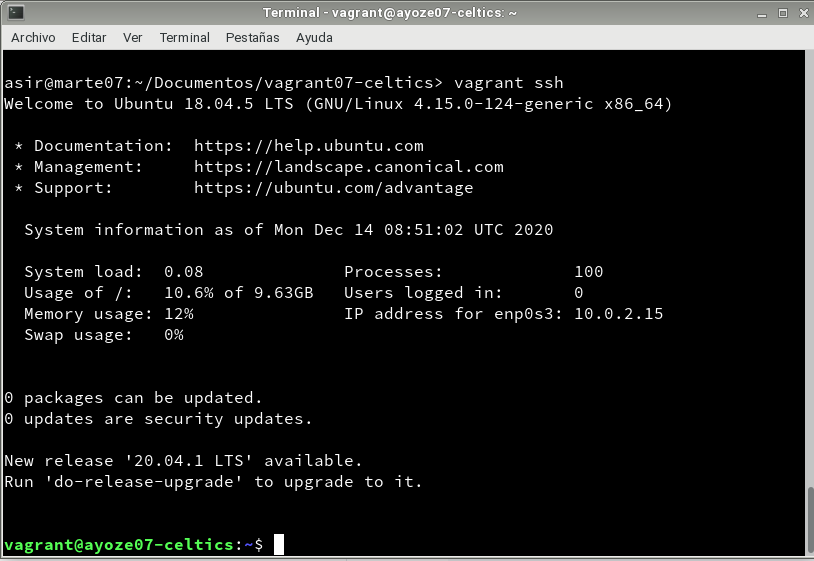 Terminal - vagrant@ayoze07-celtics: ~
Archivo Editar Ver Terminal Pestañas Ayuda
asir@marte07:~/Documentos/vagrant07-celtics> vagrant ssh
Welcome to Ubuntu 18.04.5 LTS (GNU/Linux 4.15.0-124-generic x86_64)
* Documentation:  https://help.ubuntu.com
* Management:     https://landscape.canonical.com
* Support:        https://ubuntu.com/advantage
System information as of Mon Dec 14 08:51:02 UTC 2020
System load:  0.08              Processes:             100
Usage of /:   10.6% of 9.63GB   Users logged in:       0
Memory usage: 12%               IP address for enp0s3: 10.0.2.15
Swap usage:   0%
0 packages can be updated.
0 updates are security updates.
New release '20.04.1 LTS' available.
Run 'do-release-upgrade' to upgrade to it.
vagrant@ayoze07-celtics:~$